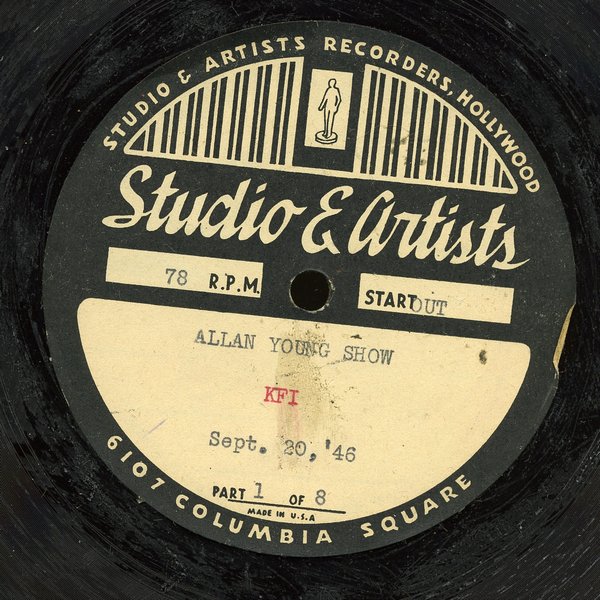 STUDIO & ARTISTS RECORDERS, HOLLYWOOD
Studio & Artists
78 R.P.M.
START OUT
ALLAN YOUNG SHOW
KFI
Sept. 20, '46
PART 1 OF 8
MADE IN U.S.A
6107 COLUMBIA SQUARE